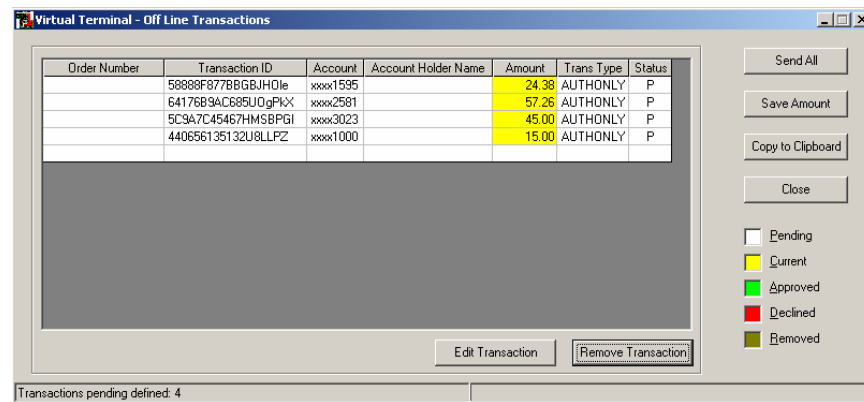 Virtual Terminal - Off Line Transactions
Order Number Transaction ID Account Account Holder Name Amount Trans Type Status
58888F877BBGBJHOle xxxx1595 24.38 AUTHONLY P
64176B9AC685UOgPkX xxxx2581 57.26 AUTHONLY P
5C9A7C45467HMSBPGI xxxx3023 45.00 AUTHONLY P
440656135132U8LLPZ xxxx1000 15.00 AUTHONLY P
Send All
Save Amount
Copy to Clipboard
Close
Pending
Current
Approved
Declined
Removed
Edit Transaction Remove Transaction
Transactions pending defined: 4